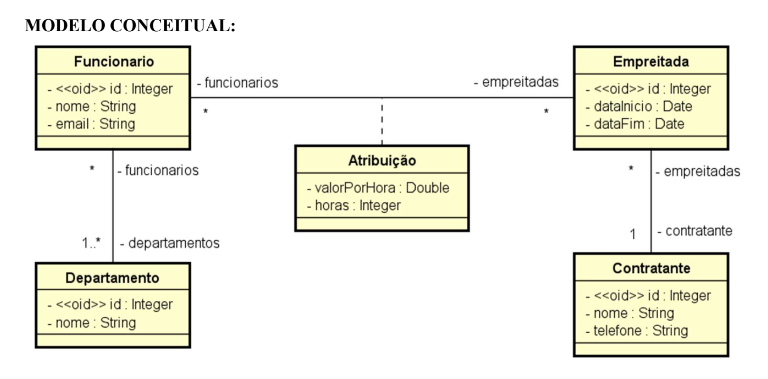 MODELO CONCEITUAL:
Funcionario
- <<oid>> id : Integer
- nome : String
- email : String
- funcionarios
*
- empreitadas
*
Empreitada
- <<oid>> id : Integer
- dataInicio : Date
- dataFim : Date
Atribuição
- valorPorHora : Double
- horas : Integer
* - funcionarios
1..* - departamentos
* - empreitadas
1 - contratante
Departamento
- <<oid>> id : Integer
- nome : String
Contratante
- <<oid>> id : Integer
- nome : String
- telefone : String